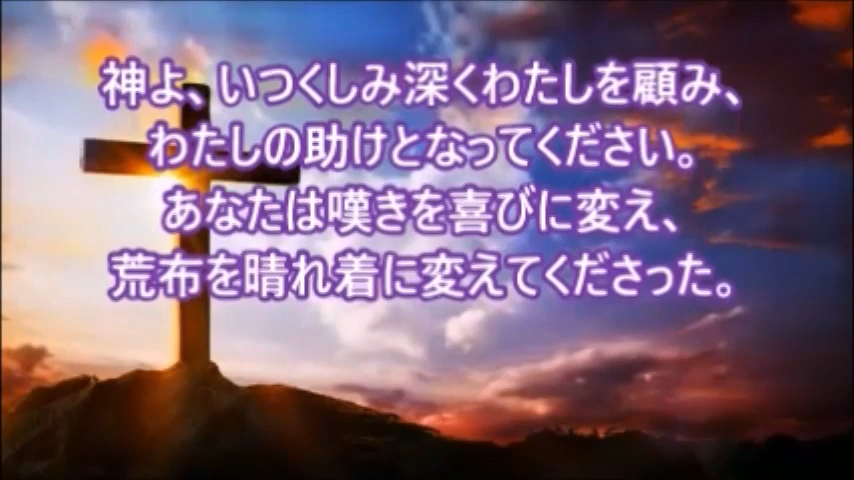 神よ、いつくしみ深くわたしを顧み、
わたしの助けとなってください。
あなたは嘆きを喜びに変え、
荒布を晴れ着に変えてくださった。